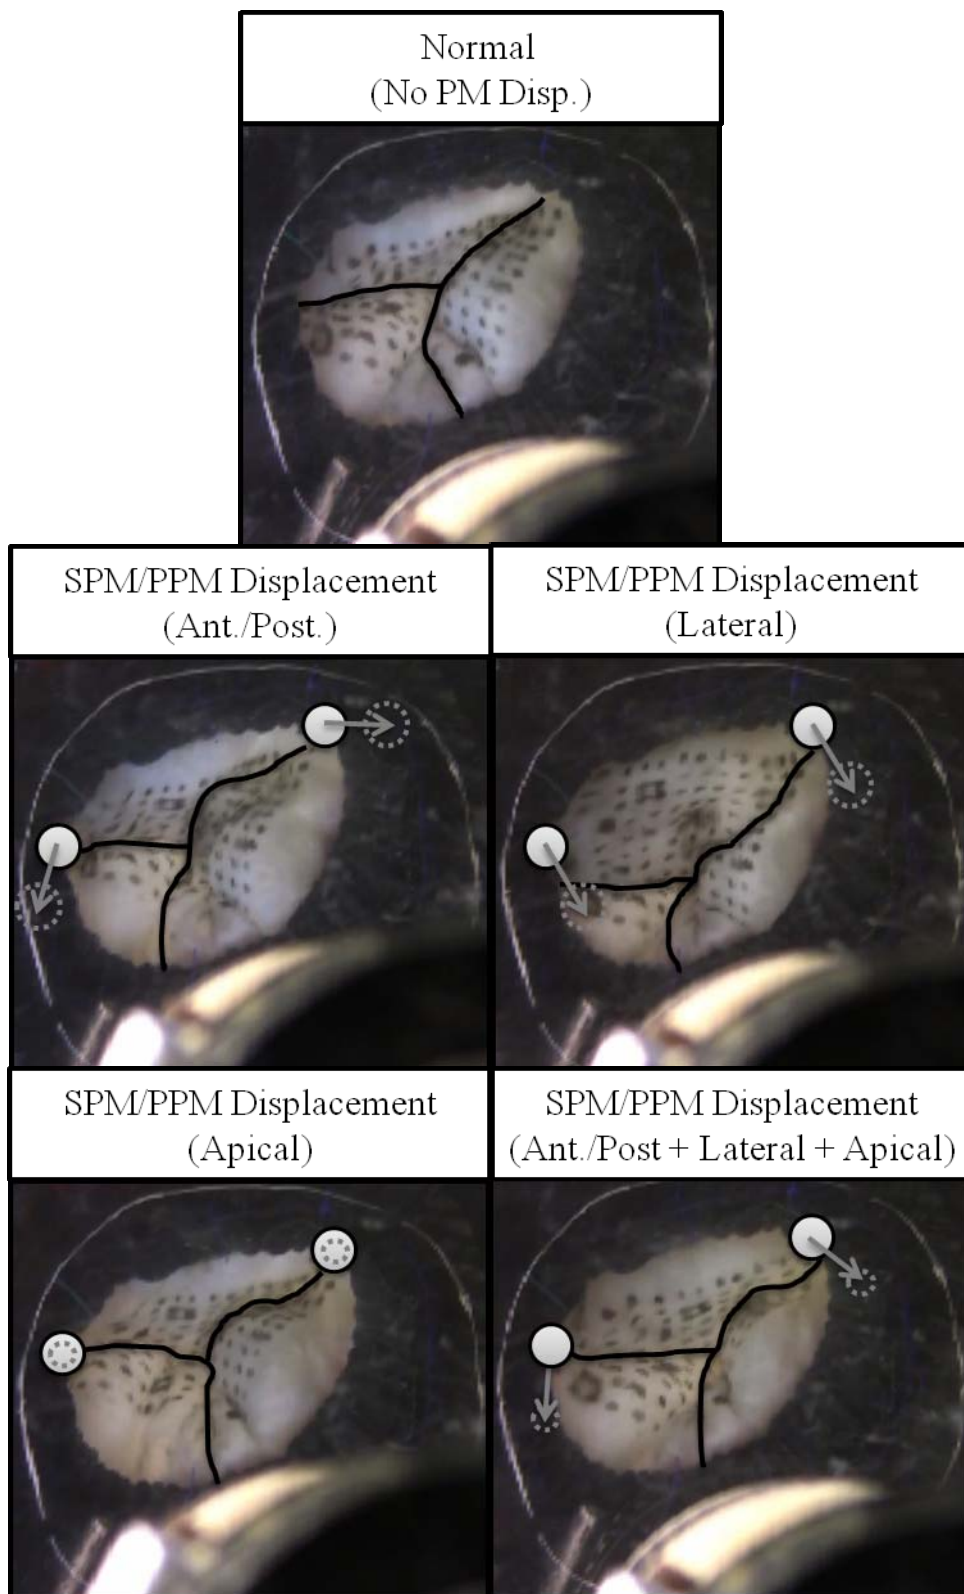 Normal
(No PM Disp.)
SPM/PPM Displacement
(Ant./Post.)
SPM/PPM Displacement
(Lateral)
SPM/PPM Displacement
(Apical)
SPM/PPM Displacement
(Ant./Post + Lateral + Apical)